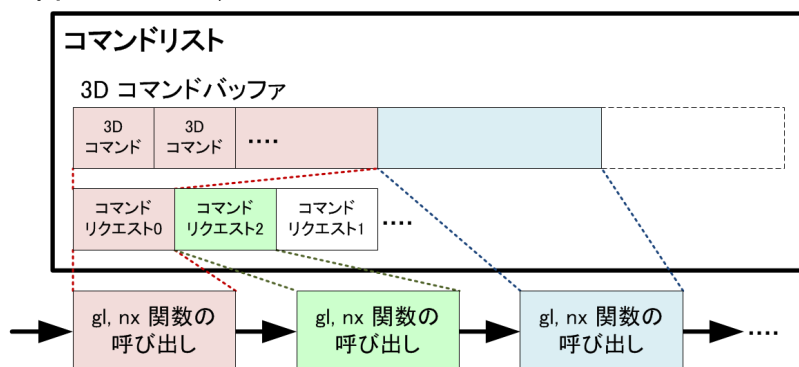 コマンドリスト
3D コマンドバッファ
3D
コマンド
3D
コマンド
....
コマンド
リクエスト0
コマンド
リクエスト2
コマンド
リクエスト1
....
gl, nx 関数の
呼び出し
gl, nx 関数の
呼び出し
gl, nx 関数の
呼び出し
....